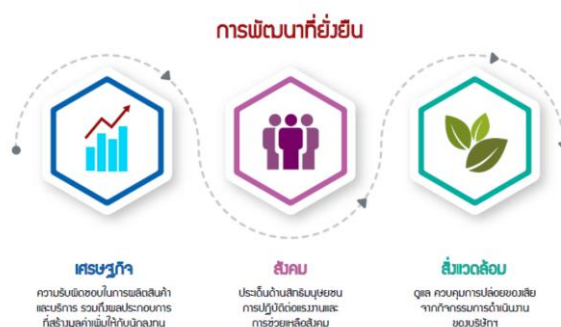 การพัฒนาที่ยั่งยืน
เศรษฐกิจ
ความรับผิดชอบในการผลิตสินค้า
และบริการ รวมถึงผลประกอบการ
ที่สร้างมูลค่าเพิ่มให้กับนักลงทุน
สังคม
ประเด็นด้านสิทธิมนุษยชน
การปฏิบัติต่อแรงงานและ
การช่วยเหลือสังคม
สิ่งแวดล้อม
ดูแล ควบคุมการปล่อยของเสีย
จากกิจกรรมการดำเนินงาน
ของบริษัทฯ